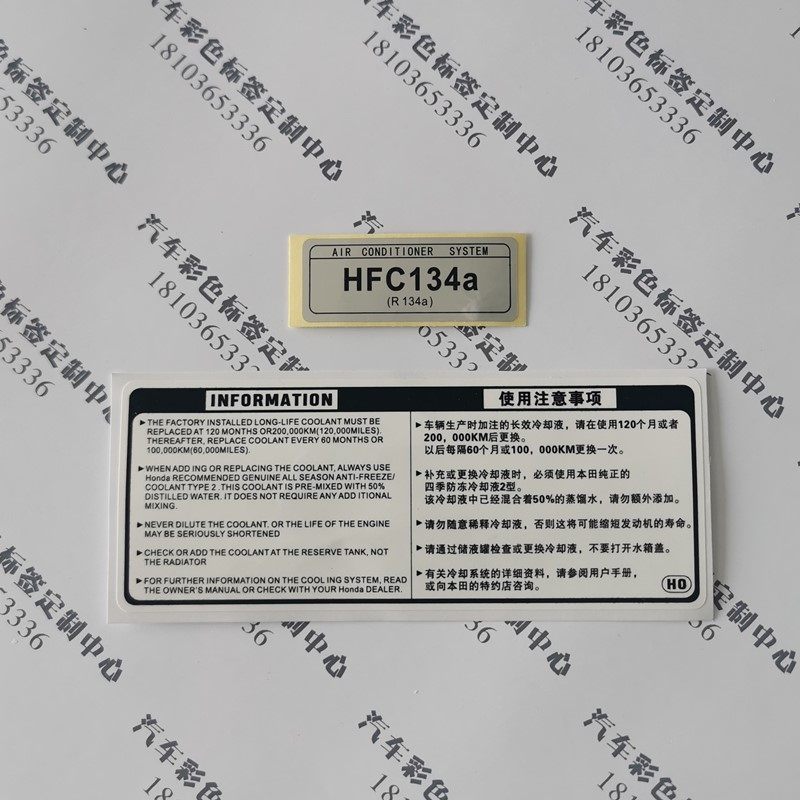 AIR CONDITIONER SYSTEM
HFC134a
(R 134a)
INFORMATION
▶THE FACTORY INSTALLED LONG-LIFE COOLANT MUST BE
REPLACED AT 120 MONTHS OR200,000KM(120,000MILES).
THEREAFTER, REPLACE COOLANT EVERY 60 MONTHS OR
100,000KM(60,000MILES).
▶WHEN ADD ING OR REPLACING THE COOLANT, ALWAYS USE
Honda RECOMMENDED GENUINE ALL SEASON ANTI-FREEZE/
COOLANT TYPE 2 .THIS COOLANT IS PRE-MIXED WITH 50%
DISTILLED WATER. IT DOES NOT REQUIRE ANY ADD ITIONAL
MIXING.
▶NEVER DILUTE THE COOLANT. OR THE LIFE OF THE ENGINE
MAY BE SERIOUSLY SHORTENED
▶CHECK OR ADD THE COOLANT AT THE RESERVE TANK, NOT
THE RADIATOR
▶FOR FURTHER INFORMATION ON THE COOLING SYSTEM, READ
THE OWNER'S MANUAL OR CHECK WITH YOUR Honda DEALER.
使用注意事项
▶车辆生产时加注的长效冷却液，请在使用120个月或者
200，000KM后更换。
以后每隔60个月或100，000KM更换一次。
▶补充或更换冷却液时，必须使用本田纯正的
四季防冻冷却液2型。
该冷却液中已经混合着50%的蒸馏水，请勿额外添加。
▶请勿随意稀释冷却液，否则这将可能缩短发动机的寿命。
▶请通过储液罐检查或更换冷却液，不要打开水箱盖。
▶有关冷却系统的详细资料，请参阅用户手册，
或向本田的特约店咨询。
HO
汽车彩色标签定制中心
18103653336